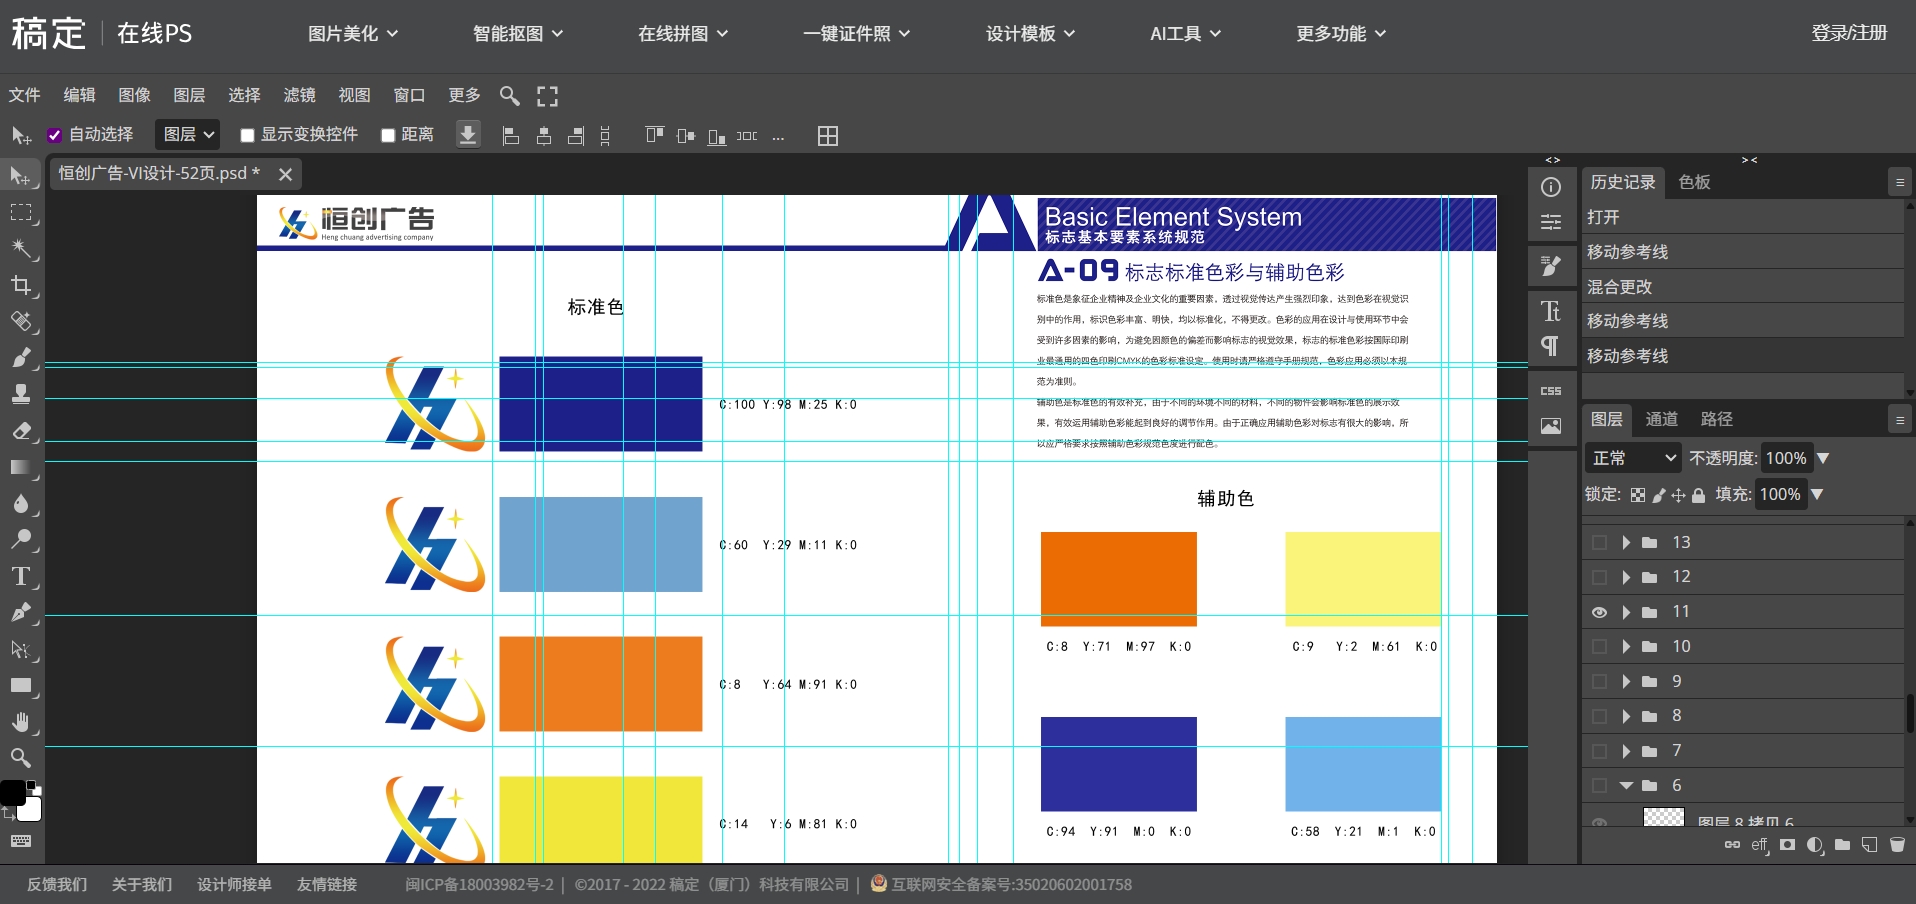 稿定 在线PS 图片美化 智能抠图 在线拼图 一键证件照 设计模板 AI工具 更多功能 登录/注册
文件 编辑 图像 图层 选择 滤镜 视图 窗口 更多
自动选择 图层 显示变换控件 距离 ...
恒创广告-VI设计-52页.psd *
恒创广告
Heng chuang advertising company
Basic Element System
标志基本要素系统规范
A-09 标志标准色彩与辅助色彩
标准色是象征企业精神及企业文化的重要因素，透过视觉传达产生强烈印象，达到色彩在视觉识
别中的作用，标识色彩丰富、明快，均以标准化，不得更改。色彩的应用在设计与使用环节中会
受到许多因素的影响，为避免因颜色的偏差而影响标志的视觉效果，标志的标准色彩按国际印刷
业最通用的四色印刷CMYK的色彩标准设定。使用时请严格遵守手册规范，色彩应用必须以本规
范为准则。
辅助色是标准色的有效补充，由于不同的环境不同的材料，不同的物件会影响标准色的展示效
果，有效运用辅助色彩能起到良好的调节作用。由于正确应用辅助色彩对标志有很大的影响，所
以应严格要求按照辅助色彩规范色度进行配色。
标准色
C:100 Y:98 M:25 K:0
C:60 Y:29 M:11 K:0
C:8 Y:64 M:91 K:0
C:14 Y:6 M:81 K:0
辅助色
C:8 Y:71 M:97 K:0
C:9 Y:2 M:61 K:0
C:94 Y:91 M:0 K:0
C:58 Y:21 M:1 K:0
CSS
历史记录 色板
打开
移动参考线
混合更改
移动参考线
移动参考线
图层 通道 路径
正常 不透明度: 100%
锁定: 填充: 100%
13
12
11
10
9
8
7
6
图层 8 拷贝 6
eff
反馈我们 关于我们 设计师接单 友情链接 闽ICP备18003982号-2 | ©2017 - 2022 稿定（厦门）科技有限公司 | 互联网安全备案号:35020602001758